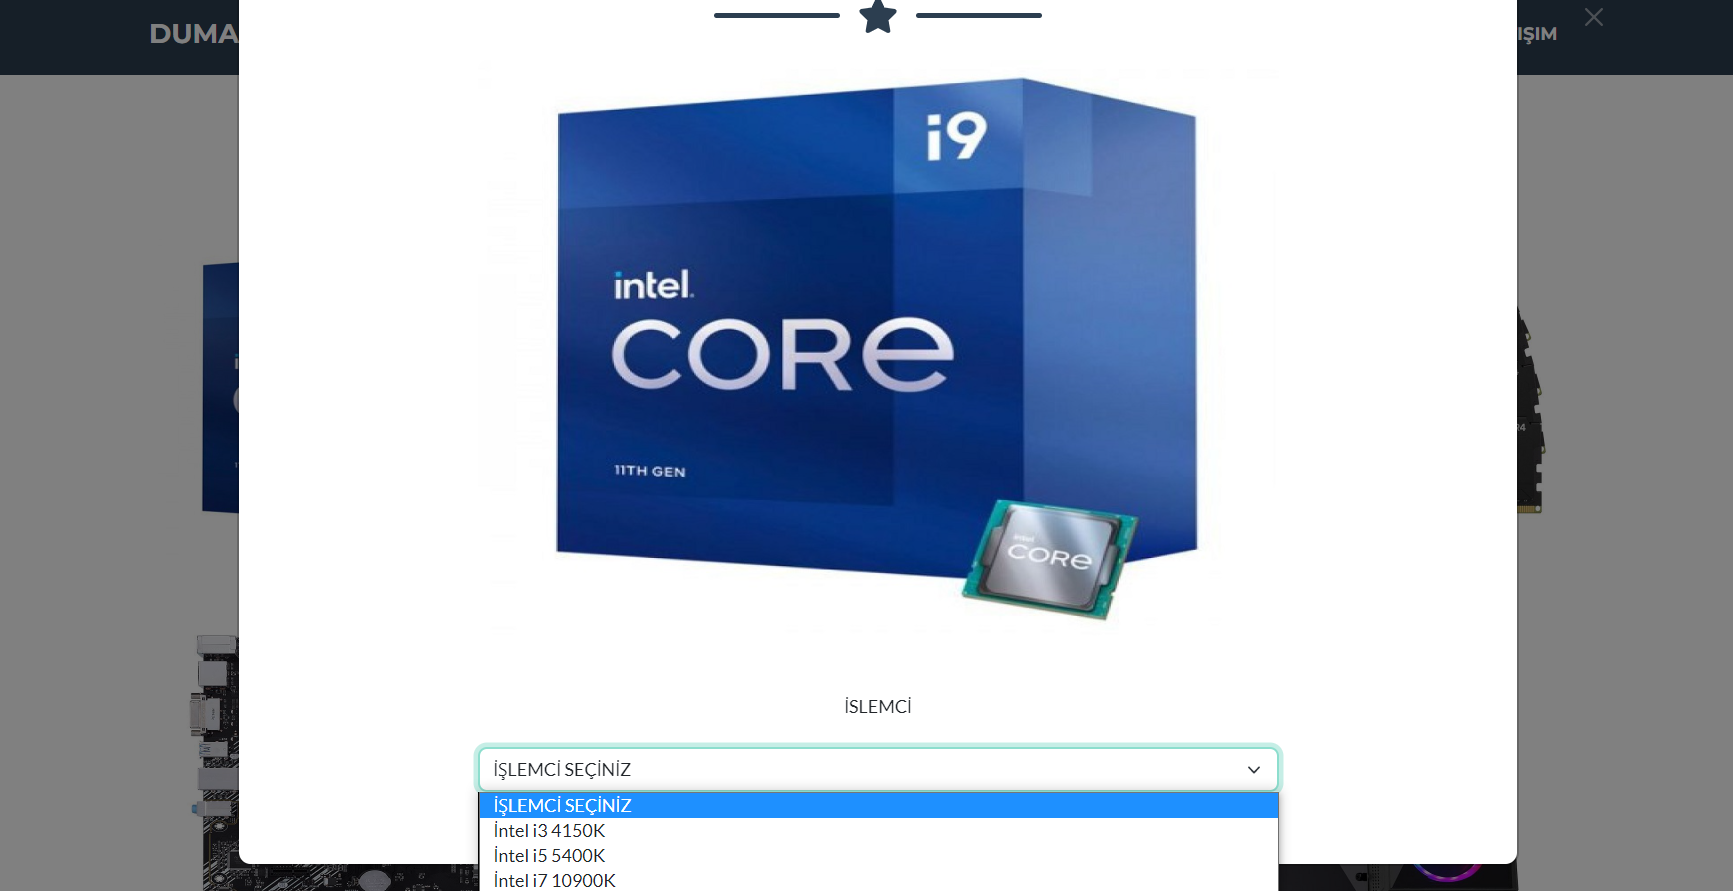 DUMA
IŞIM
i9
intel.
CORE
11TH GEN
intel
CORE
R4
İSLEMCİ
İŞLEMCİ SEÇİNİZ
İŞLEMCİ SEÇİNİZ
İntel i3 4150K
İntel i5 5400K
İntel i7 10900K